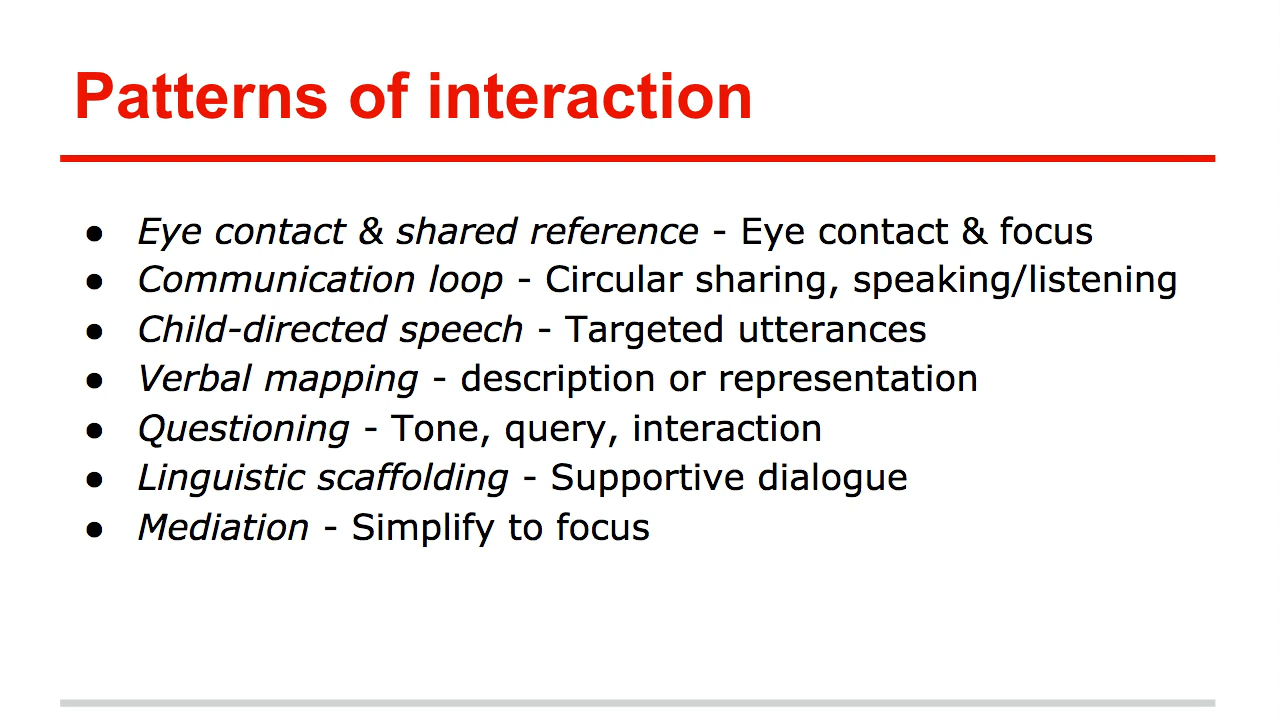 Patterns of interaction
● Eye contact & shared reference - Eye contact & focus
● Communication loop - Circular sharing, speaking/listening
● Child-directed speech - Targeted utterances
● Verbal mapping - description or representation
● Questioning - Tone, query, interaction
● Linguistic scaffolding - Supportive dialogue
● Mediation - Simplify to focus